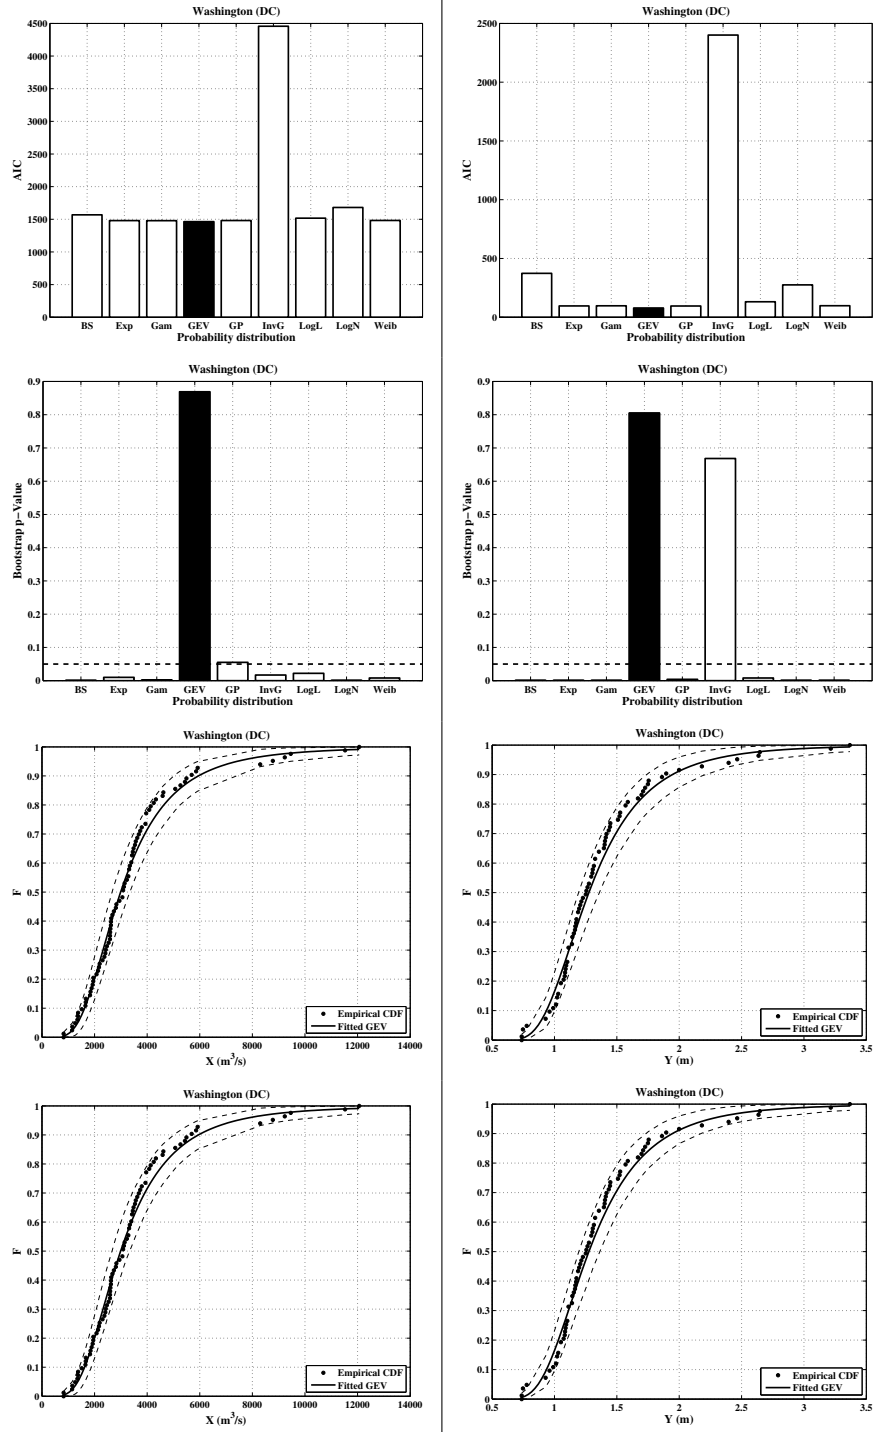 Washington (DC)
4500
4000
3500
3000
2500
2000
1500
1000
500
0
AIC
BS Exp Gam GEV GP InvG LogL LogN Weib
Probability distribution
Washington (DC)
2500
2000
1500
1000
500
0
AIC
BS Exp Gam GEV GP InvG LogL LogN Weib
Probability distribution
Washington (DC)
0.9
0.8
0.7
0.6
0.5
0.4
0.3
0.2
0.1
0
Bootstrap p−Value
BS Exp Gam GEV GP InvG LogL LogN Weib
Probability distribution
Washington (DC)
0.9
0.8
0.7
0.6
0.5
0.4
0.3
0.2
0.1
0
Bootstrap p−Value
BS Exp Gam GEV GP InvG LogL LogN Weib
Probability distribution
Washington (DC)
1
0.9
0.8
0.7
0.6
0.5
0.4
0.3
0.2
0.1
0
F
Empirical CDF
Fitted GEV
0 2000 4000 6000 8000 10000 12000 14000
X (m³/s)
Washington (DC)
1
0.9
0.8
0.7
0.6
0.5
0.4
0.3
0.2
0.1
0
F
Empirical CDF
Fitted GEV
0.5 1 1.5 2 2.5 3 3.5
Y (m)
Washington (DC)
1
0.9
0.8
0.7
0.6
0.5
0.4
0.3
0.2
0.1
0
F
Empirical CDF
Fitted GEV
0 2000 4000 6000 8000 10000 12000 14000
X (m³/s)
Washington (DC)
1
0.9
0.8
0.7
0.6
0.5
0.4
0.3
0.2
0.1
0
F
Empirical CDF
Fitted GEV
0.5 1 1.5 2 2.5 3 3.5
Y (m)